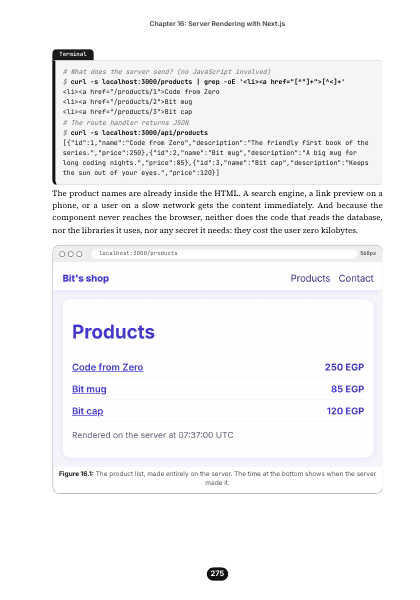 Chapter 16: Server Rendering with Next.js
Terminal
# What does the server send? (no JavaScript involved)
$ curl -s localhost:3000/products | grep -oE '<li><a href="[^"]+">[^<]+'
<li><a href="/products/1">Code from Zero
<li><a href="/products/2">Bit mug
<li><a href="/products/3">Bit cap
# The route handler returns JSON
$ curl -s localhost:3000/api/products
[{"id":1,"name":"Code from Zero","description":"The friendly first book of the
series.","price":250},{"id":2,"name":"Bit mug","description":"A big mug for
long coding nights.","price":85},{"id":3,"name":"Bit cap","description":"Keeps
the sun out of your eyes.","price":120}]
The product names are already inside the HTML. A search engine, a link preview on a
phone, or a user on a slow network gets the content immediately. And because the
component never reaches the browser, neither does the code that reads the database,
nor the libraries it uses, nor any secret it needs: they cost the user zero kilobytes.
localhost:3000/products
560px
Bit's shop
Products Contact
Products
Code from Zero 250 EGP
Bit mug 85 EGP
Bit cap 120 EGP
Rendered on the server at 07:37:00 UTC
Figure 16.1: The product list, made entirely on the server. The time at the bottom shows when the server
made it.
275